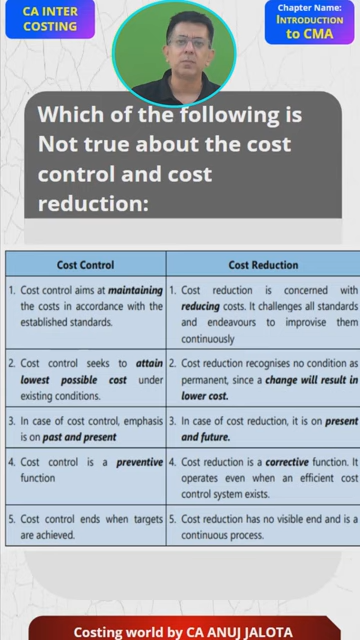 CA INTER
COSTING
Chapter Name:
INTRODUCTION
to CMA
Which of the following is
Not true about the cost
control and cost
reduction:
Cost Control
Cost Reduction
1. Cost control aims at maintaining
the costs in accordance with the
established standards.
1. Cost reduction is concerned with
reducing costs. It challenges all standards
and endeavours to improvise them
continuously
2. Cost control seeks to attain
lowest possible cost under
existing conditions.
2. Cost reduction recognises no condition as
permanent, since a change will result in
lower cost.
3. In case of cost control, emphasis
is on past and present
3. In case of cost reduction, it is on present
and future.
4. Cost control is a preventive
function
4. Cost reduction is a corrective function. It
operates even when an efficient cost
control system exists.
5. Cost control ends when targets
are achieved.
5. Cost reduction has no visible end and is a
continuous process.
Costing world by CA ANUJ JALOTA